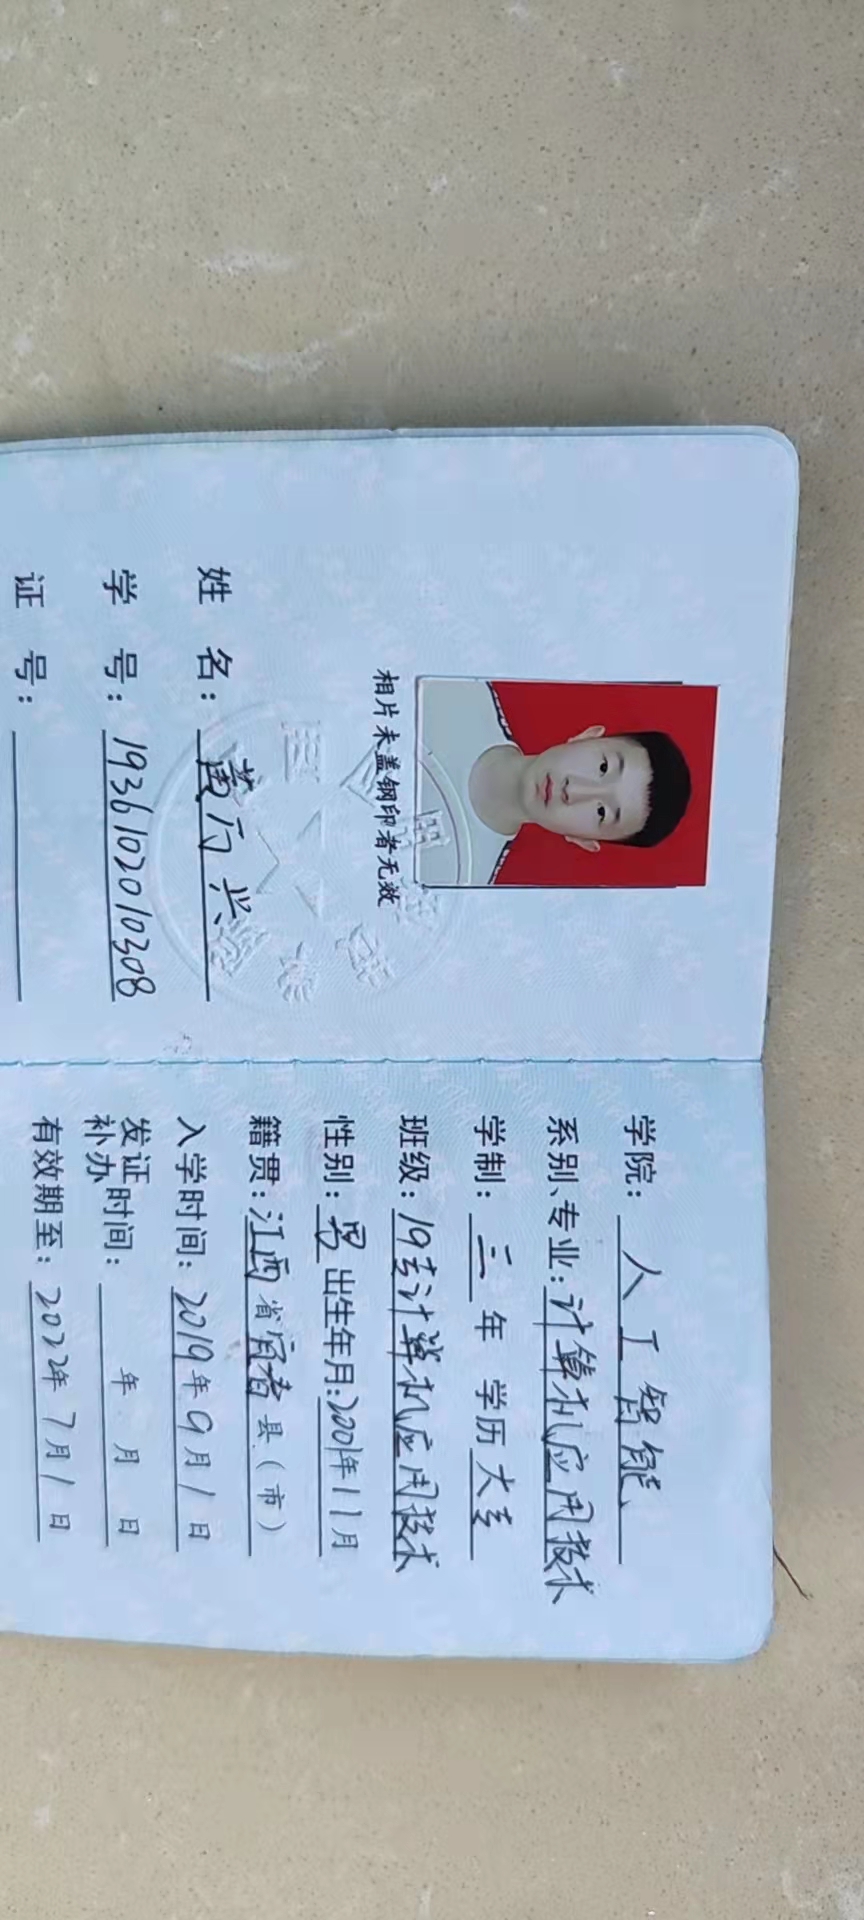 相片未盖钢印者无效
姓 名：黄
学 号：1936102010308
证 号：
学院：人工智能
系别、专业：计算机应用技术
学制：三 年 学历 大专
班级：19专计算机应用技术
性别：男 出生年月：2001年11月
籍贯：江西省宜春县（市）
入学时间：2019年9月1日
发证
补办时间： 年 月 日
有效期至：2022年7月1日